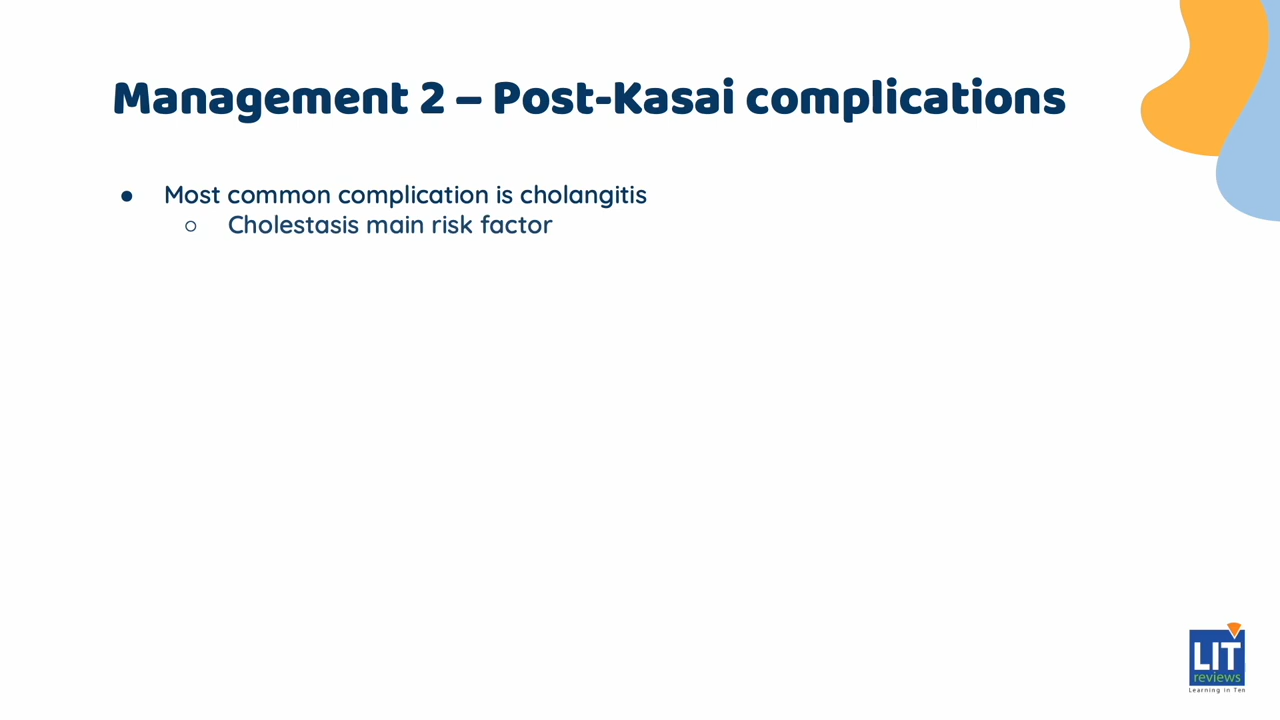 Management 2 – Post-Kasai complications
● Most common complication is cholangitis
○ Cholestasis main risk factor
LIT
reviews
Learning in Ten